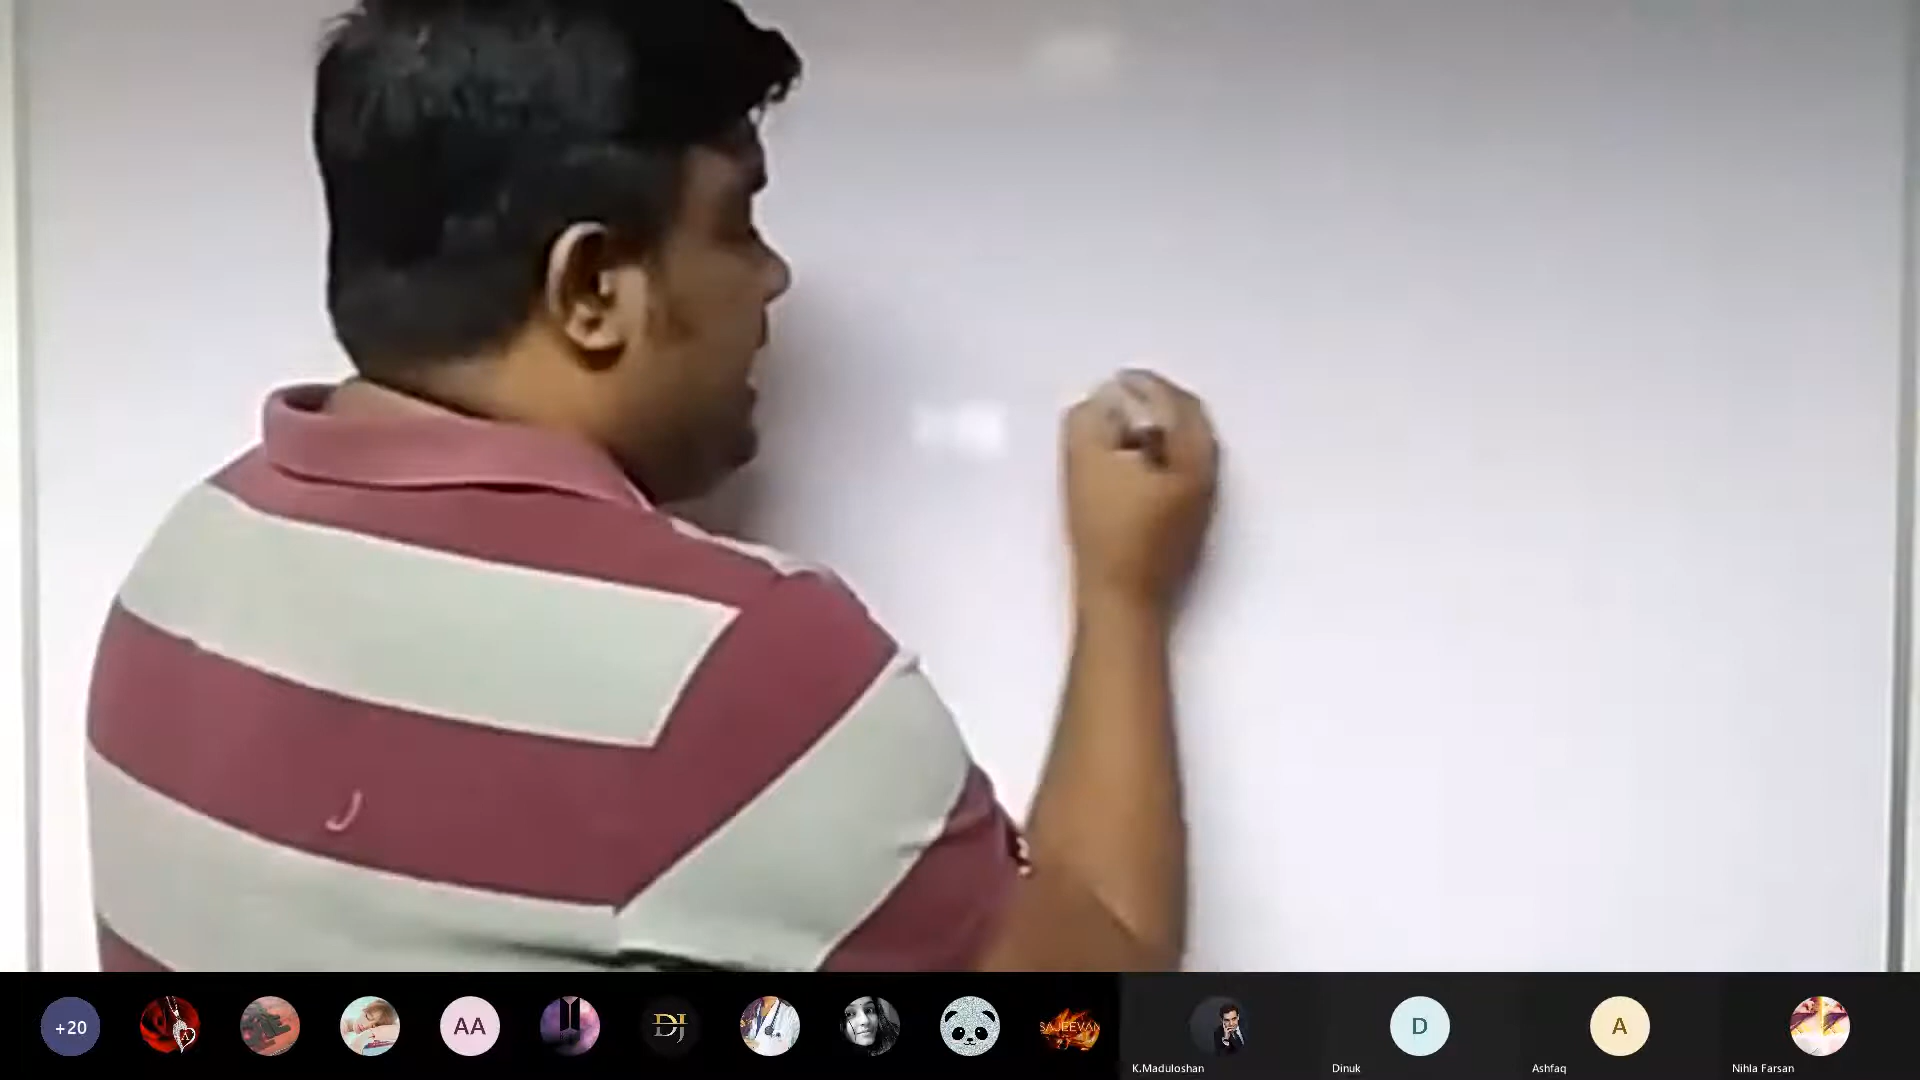 +20
AA
DJ
SAJEEVAN
D
A
K.Maduloshan
Dinuk
Ashfaq
Nihla Farsan